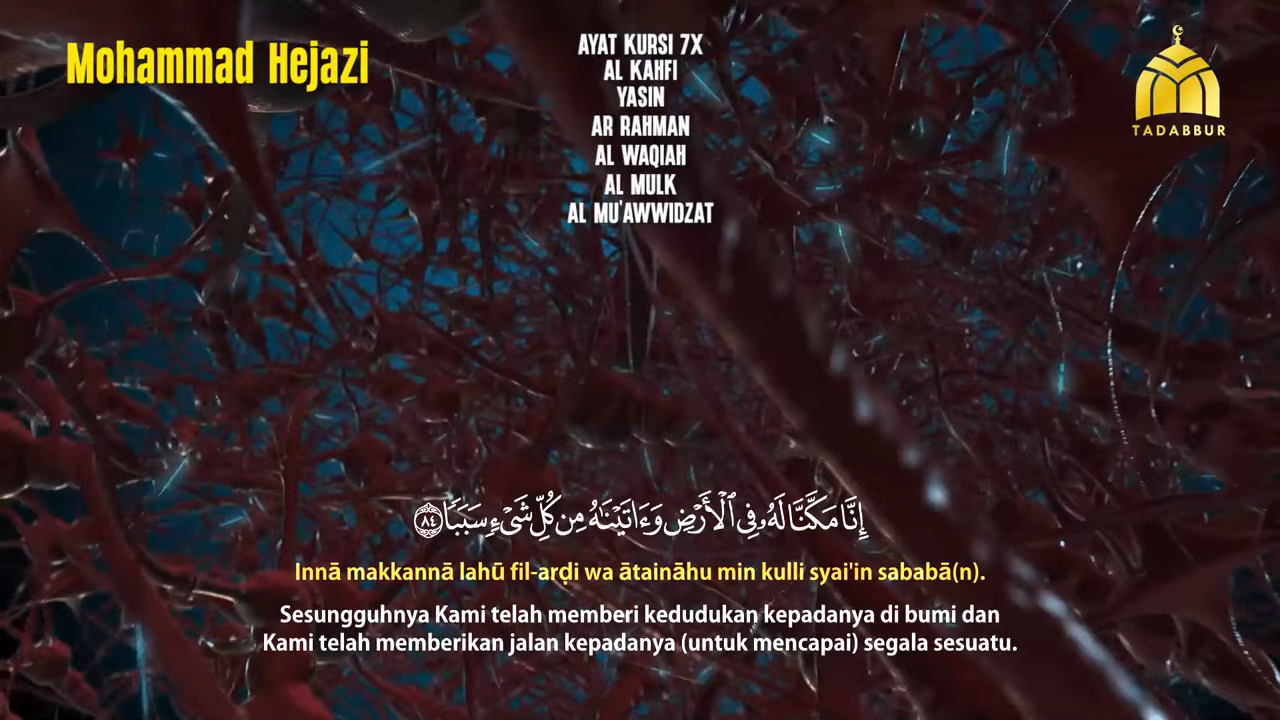 Mohammad Hejazi
AYAT KURSI 7X
AL KAHFI
YASIN
AR RAHMAN
AL WAQIAH
AL MULK
AL MU'AWWIDZAT
TADABBUR
إِنَّا مَكَّنَّا لَهُۥ فِى ٱلْأَرْضِ وَءَاتَيْنَٰهُ مِن كُلِّ شَىْءٍ سَبَبًا ٨٤
Innā makkannā lahū fil-arḍi wa ātaināhu min kulli syai'in sababā(n).
Sesungguhnya Kami telah memberi kedudukan kepadanya di bumi dan
Kami telah memberikan jalan kepadanya (untuk mencapai) segala sesuatu.